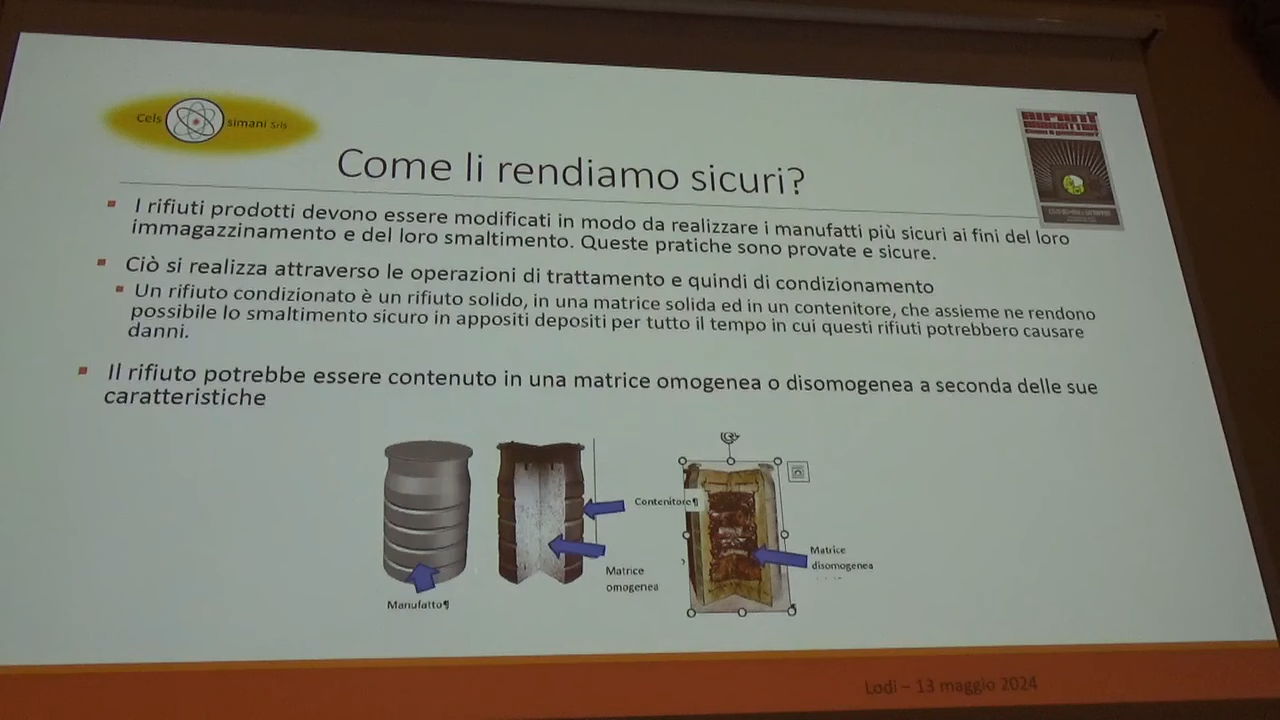 Cels simani Srls
RIFIUTI
Come li rendiamo sicuri?
I rifiuti prodotti devono essere modificati in modo da realizzare i manufatti più sicuri ai fini del loro
immagazzinamento e del loro smaltimento. Queste pratiche sono provate e sicure.
Ciò si realizza attraverso le operazioni di trattamento e quindi di condizionamento
Un rifiuto condizionato è un rifiuto solido, in una matrice solida ed in un contenitore, che assieme ne rendono
possibile lo smaltimento sicuro in appositi depositi per tutto il tempo in cui questi rifiuti potrebbero causare
danni.
Il rifiuto potrebbe essere contenuto in una matrice omogenea o disomogenea a seconda delle sue
caratteristiche
Contenitore¶
Matrice
disomogenea
Matrice
omogenea
Manufatto¶
Lodi – 13 maggio 2024